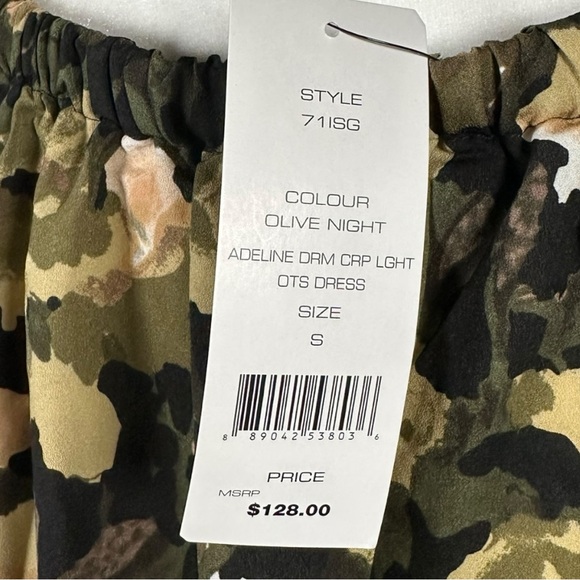 STYLE
71ISG
COLOUR
OLIVE NIGHT
ADELINE DRM CRP LGHT
OTS DRESS
SIZE
S
8 89042 53803 6
PRICE
MSRP
$128.00